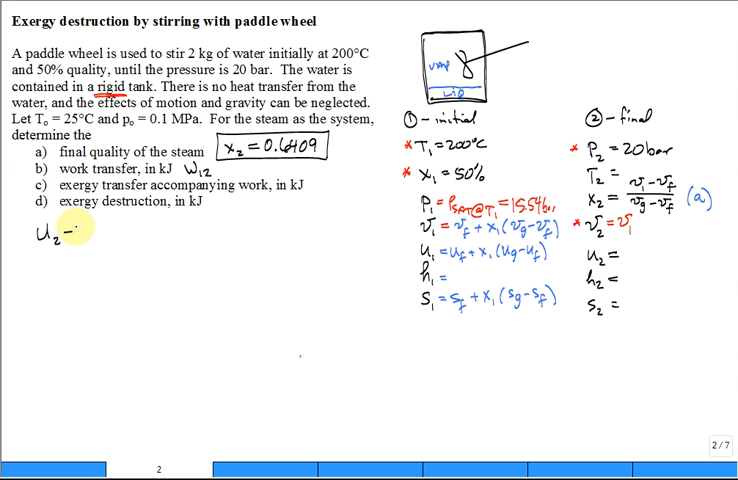 Exergy destruction by stirring with paddle wheel
A paddle wheel is used to stir 2 kg of water initially at 200°C
and 50% quality, until the pressure is 20 bar. The water is
contained in a rigid tank. There is no heat transfer from the
water, and the effects of motion and gravity can be neglected.
Let Tₒ = 25°C and pₒ = 0.1 MPa. For the steam as the system,
determine the
a) final quality of the steam x₂ = 0.6409
b) work transfer, in kJ W₁₂
c) exergy transfer accompanying work, in kJ
d) exergy destruction, in kJ
u₂ -
VAP
LIQ
① - initial
* T₁ = 200°C
* x₁ = 50%
P₁ = P_SAT@T₁ = 15.54 bar
v₁ = v_f + x₁(v_g - v_f)
u₁ = u_f + x₁(u_g - u_f)
h₁ =
s₁ = s_f + x₁(s_g - s_f)
② - final
* P₂ = 20 bar
T₂ =
x₂ = (v₁ - v_f)/(v_g - v_f) (a)
* v₂ = v₁
u₂ =
h₂ =
s₂ =
2 / 7
2